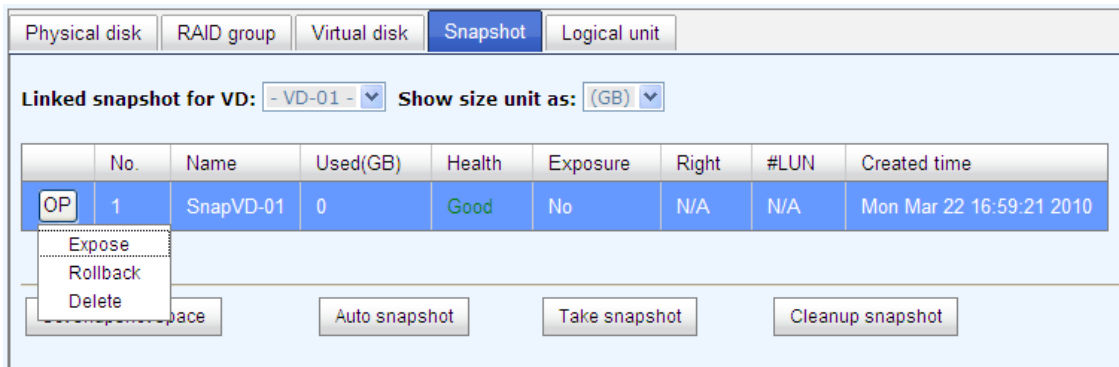 Physical disk RAID group Virtual disk Snapshot Logical unit
Linked snapshot for VD: - VD-01 - Show size unit as: (GB)
No. Name Used(GB) Health Exposure Right #LUN Created time
OP 1 SnapVD-01 0 Good No N/A N/A Mon Mar 22 16:59:21 2010
Expose
Rollback
Delete
Auto snapshot Take snapshot Cleanup snapshot